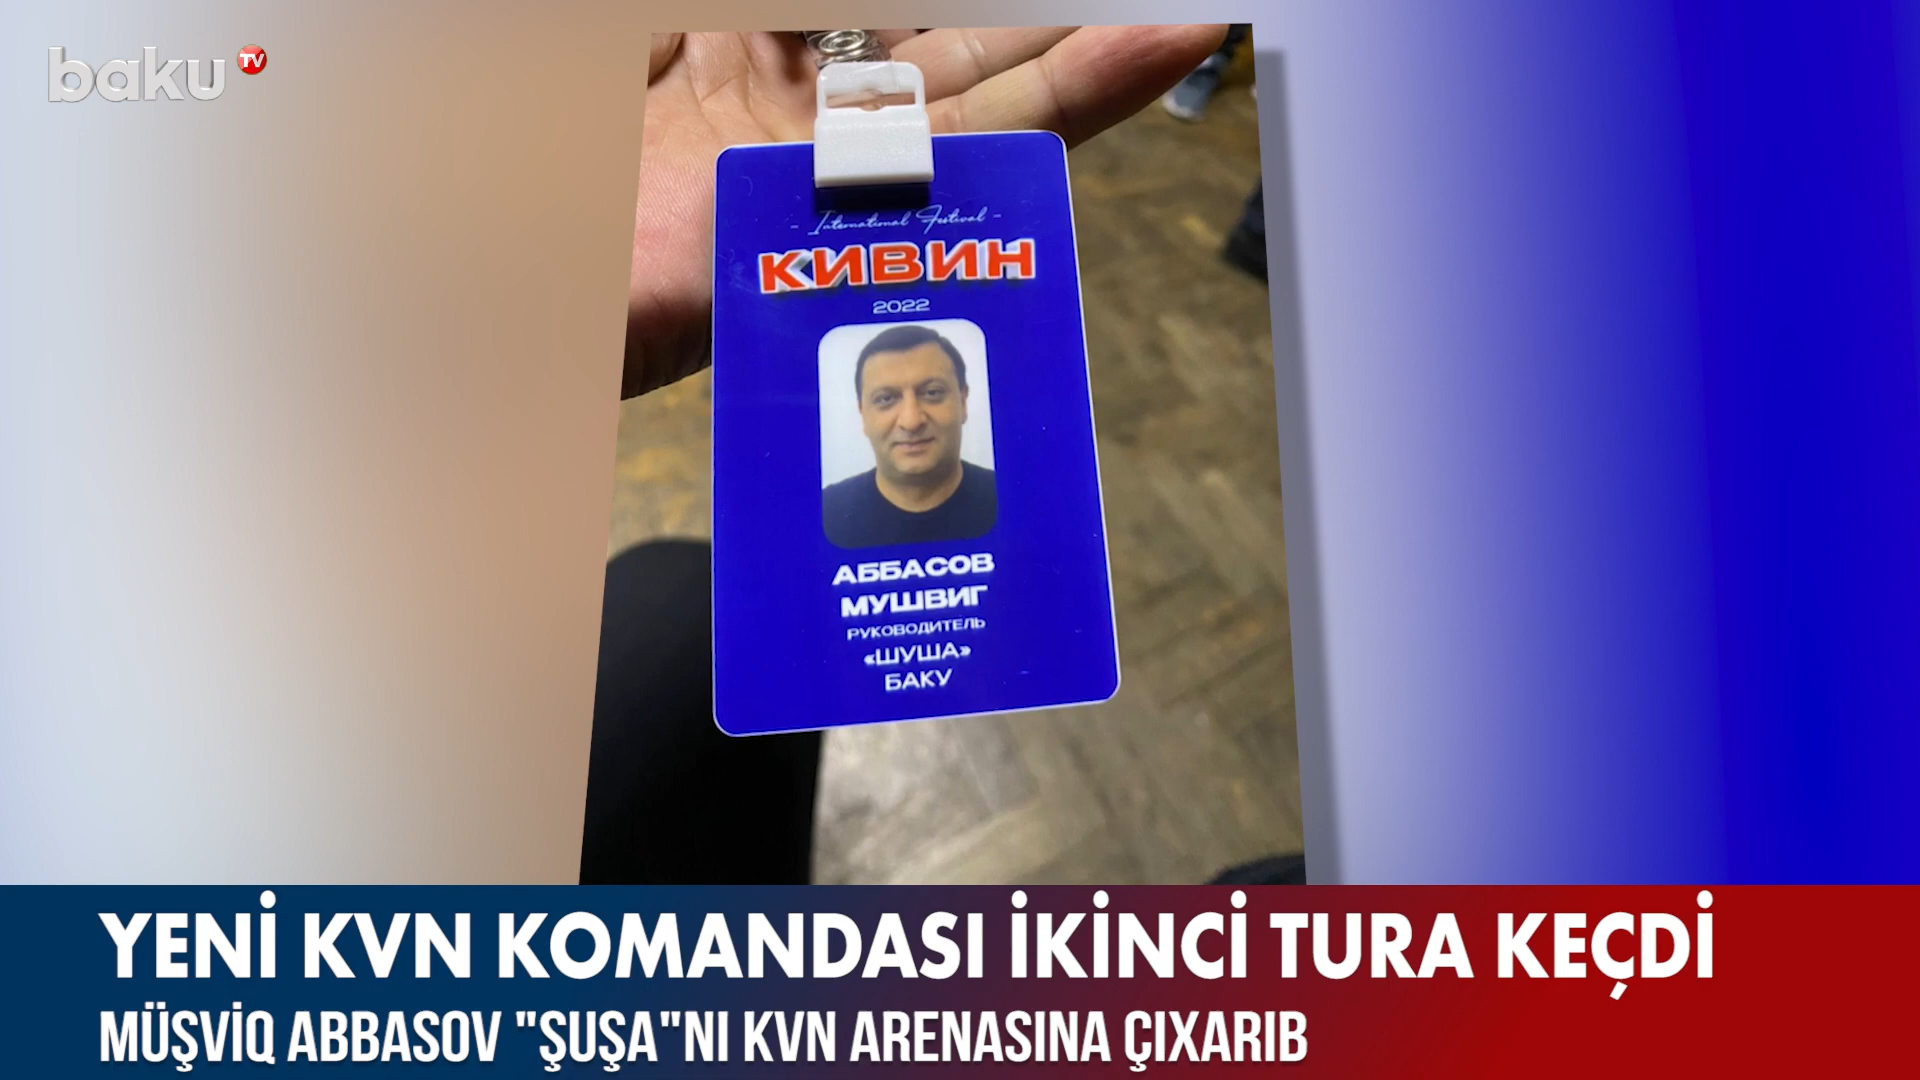 baku TV
- International Festival -
КИВИН
2022
АББАСОВ
МУШВИГ
РУКОВОДИТЕЛЬ
«ШУША»
БАКУ
YENİ KVN KOMANDASI İKİNCİ TURA KEÇDİ
MÜŞVİQ ABBASOV "ŞUŞA"NI KVN ARENASINA ÇIXARIB